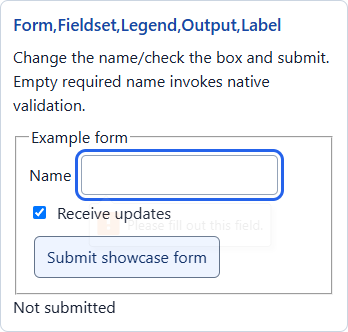 Form,Fieldset,Legend,Output,Label
Change the name/check the box and submit.
Empty required name invokes native
validation.
Example form
Name
Receive updates
Please fill out this field.
Submit showcase form
Not submitted